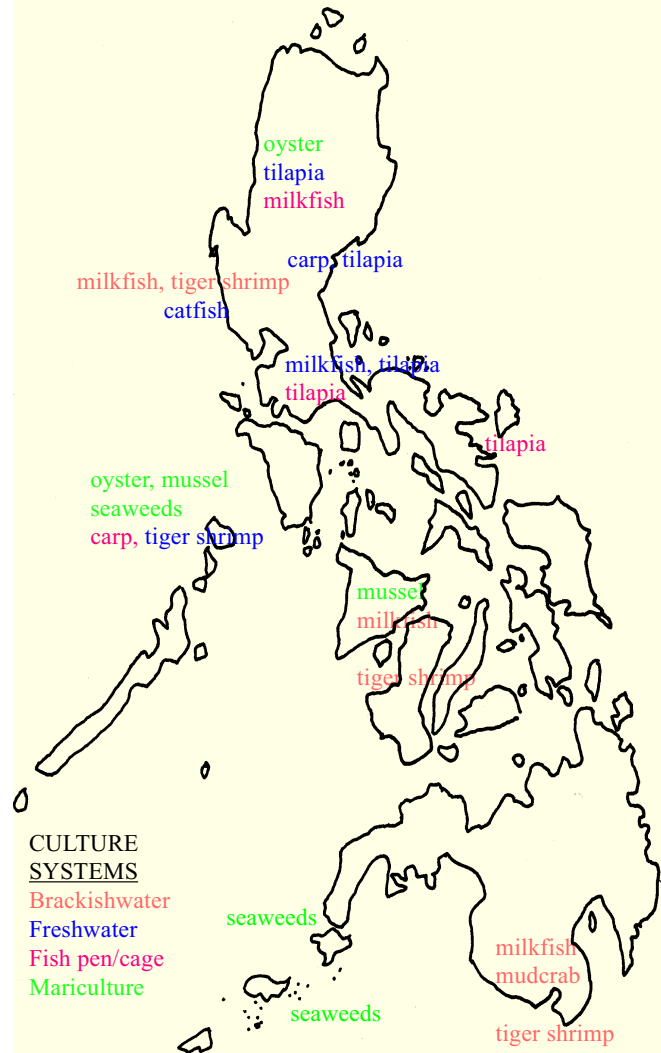 oyster
tilapia
milkfish
carp, tilapia
milkfish, tiger shrimp
catfish
milkfish, tilapia
tilapia
tilapia
oyster, mussel
seaweeds
carp, tiger shrimp
mussel
milkfish
tiger shrimp
CULTURE
SYSTEMS
Brackishwater
Freshwater
Fish pen/cage
Mariculture
seaweeds
seaweeds
milkfish
mudcrab
tiger shrimp